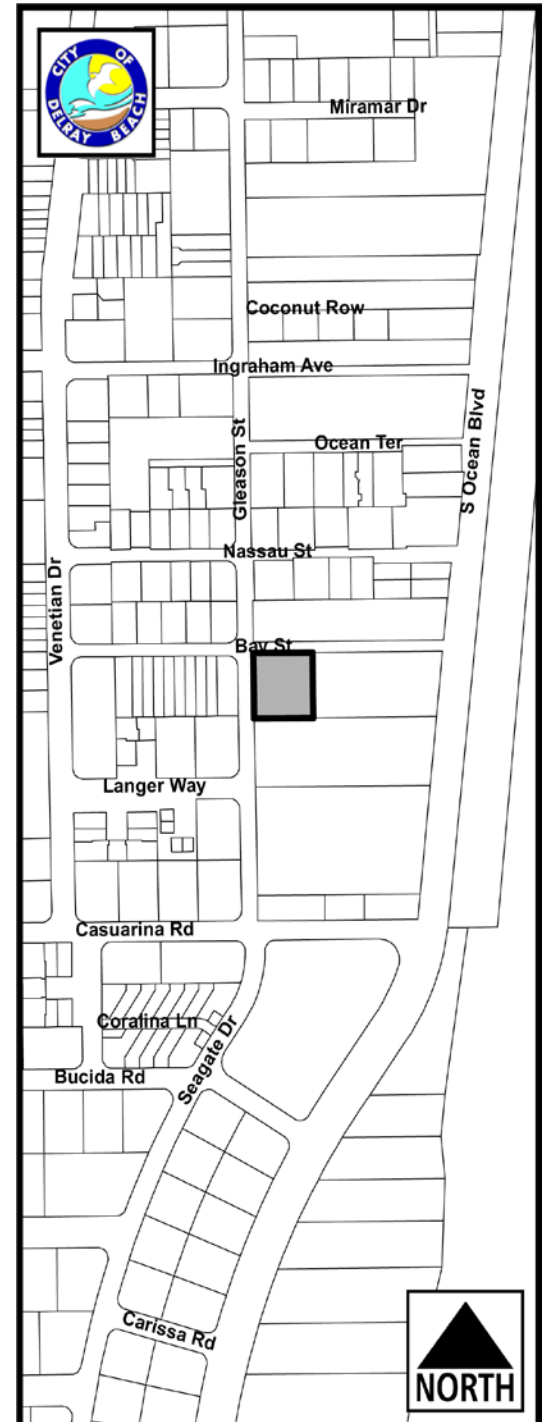 CITY OF
DELRAY BEACH
Miramar Dr
Coconut Row
Ingraham Ave
Ocean Ter
S Ocean Blvd
Gleason St
Nassau St
Venetian Dr
Bay St
Langer Way
Casuarina Rd
Coralina Ln
Seagate Dr
Bucida Rd
Carissa Rd
NORTH